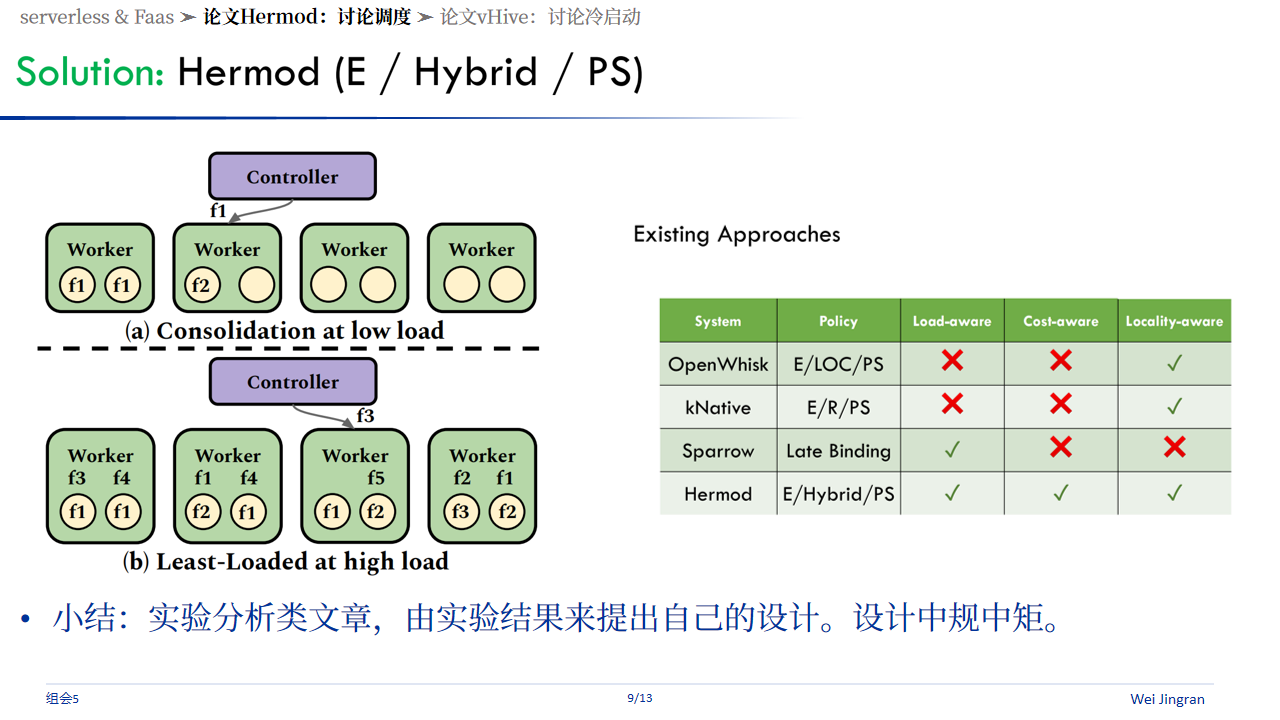 serverless & Faas ➢ 论文Hermod：讨论调度 ➢ 论文vHive：讨论冷启动
Solution: Hermod (E / Hybrid / PS)
Controller
f1
Worker Worker Worker Worker
f1 f1 f2
(a) Consolidation at low load
Controller
f3
Worker Worker Worker Worker
f3 f4 f1 f4 f5 f2 f1
f1 f1 f2 f1 f1 f2 f3 f2
(b) Least-Loaded at high load
Existing Approaches
System Policy Load-aware Cost-aware Locality-aware
OpenWhisk E/LOC/PS ❌ ❌ ✓
kNative E/R/PS ❌ ❌ ✓
Sparrow Late Binding ✓ ❌ ❌
Hermod E/Hybrid/PS ✓ ✓ ✓
• 小结：实验分析类文章，由实验结果来提出自己的设计。设计中规中矩。
组会5 9/13 Wei Jingran